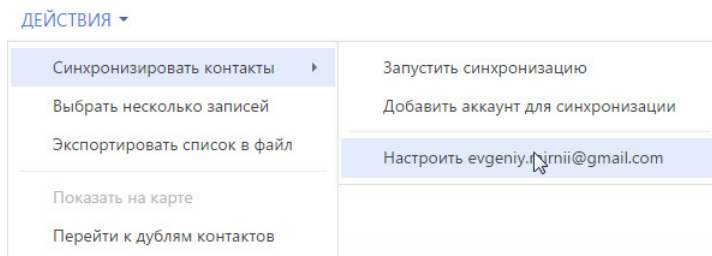 ДЕЙСТВИЯ
Синхронизировать контакты
Выбрать несколько записей
Экспортировать список в файл
Показать на карте
Перейти к дублям контактов
Запустить синхронизацию
Добавить аккаунт для синхронизации
Настроить